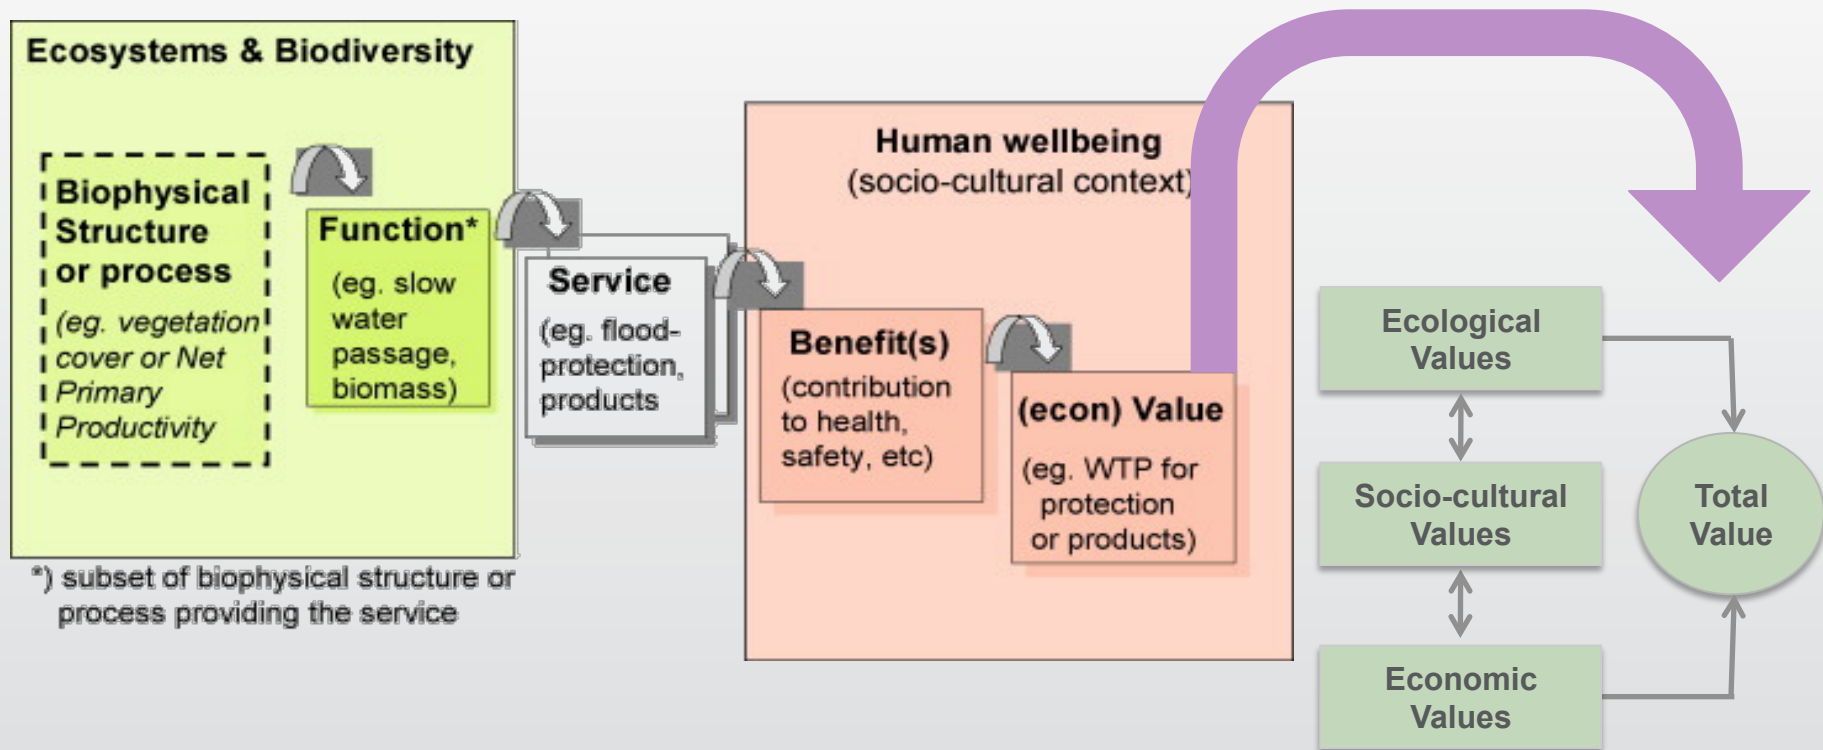 Ecosystems & Biodiversity
Biophysical
Structure
or process
(eg. vegetation
cover or Net
Primary
Productivity
Function*
(eg. slow
water
passage,
biomass)
Service
(eg. flood-
protection,
products
Human wellbeing
(socio-cultural context)
Benefit(s)
(contribution
to health,
safety, etc)
(econ) Value
(eg. WTP for
protection
or products)
*) subset of biophysical structure or
process providing the service
Ecological
Values
Socio-cultural
Values
Economic
Values
Total
Value